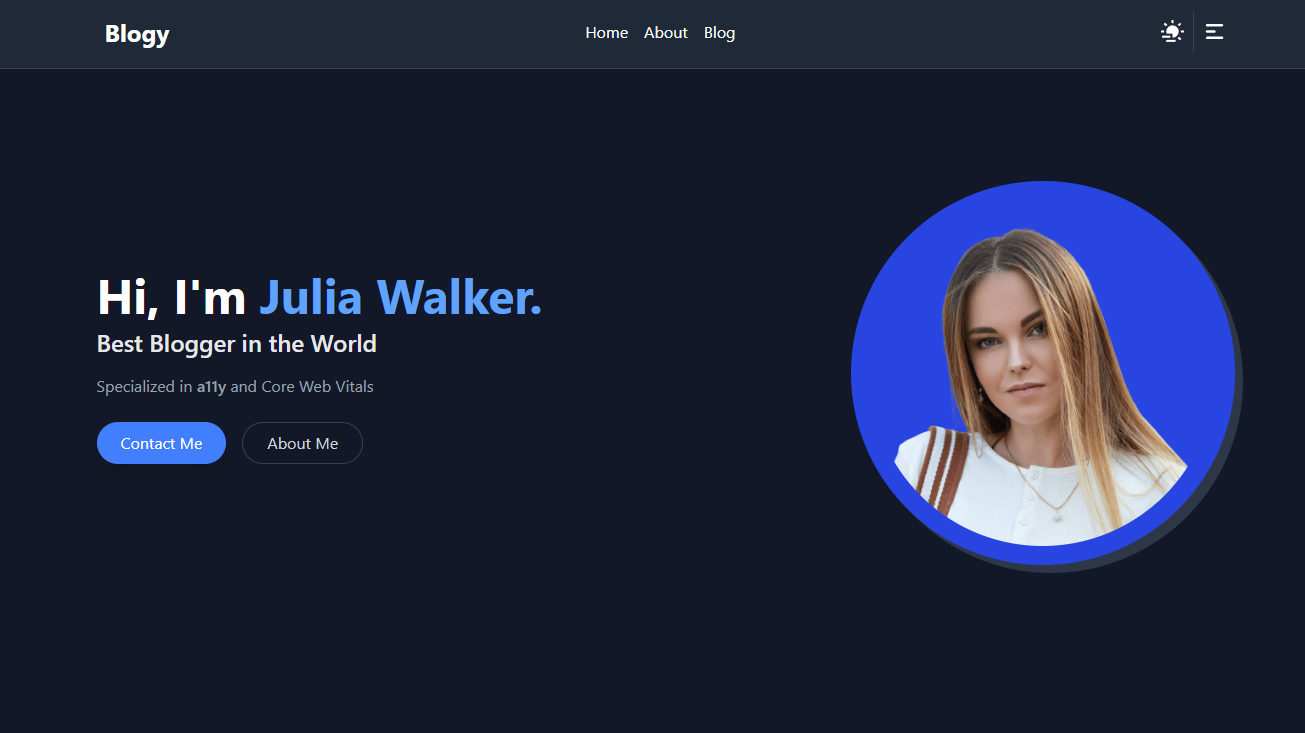 Blogy
Home About Blog
Hi, I'm Julia Walker.
Best Blogger in the World
Specialized in a11y and Core Web Vitals
Contact Me
About Me